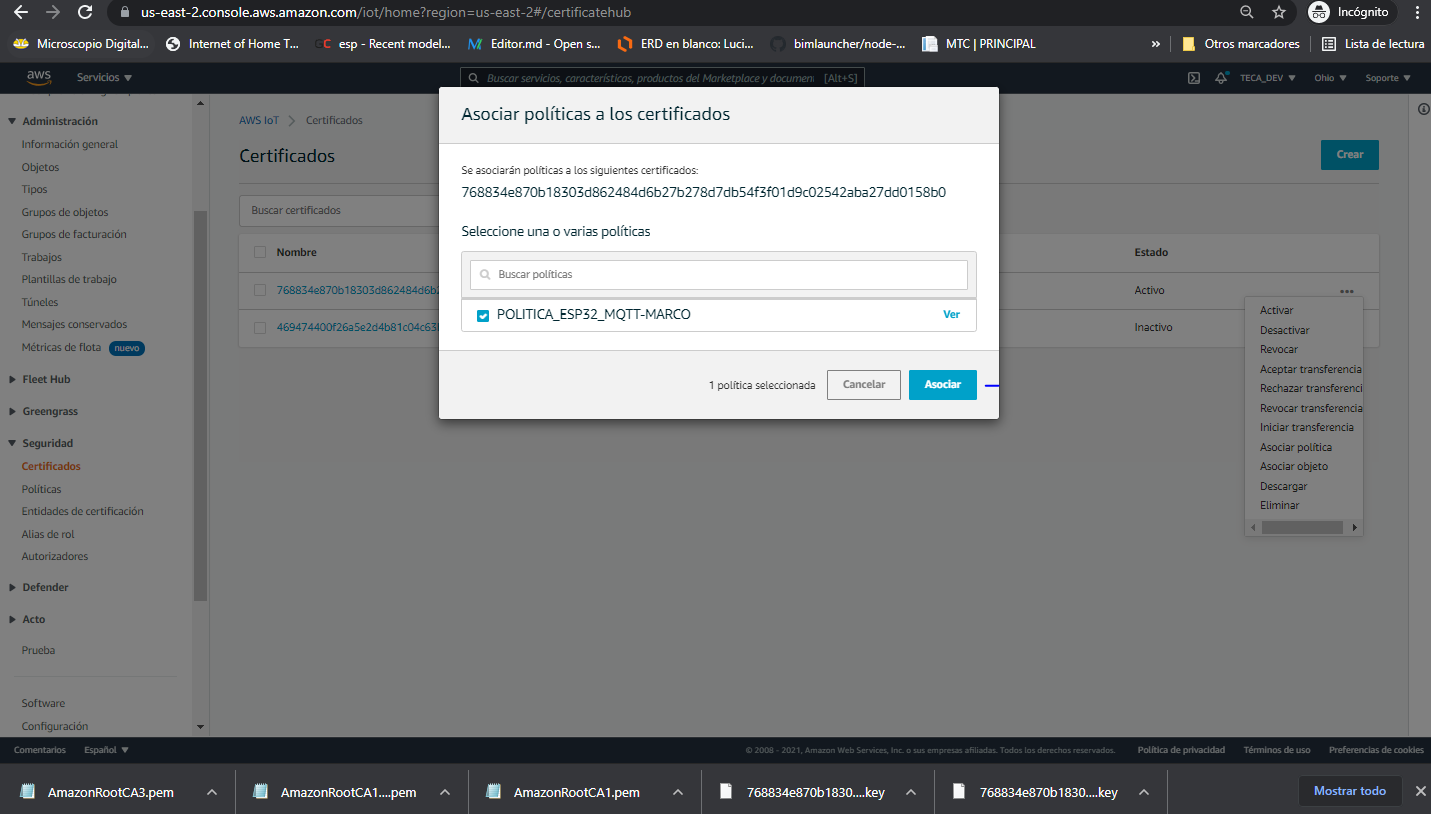 us-east-2.console.aws.amazon.com/iot/home?region=us-east-2#/certificatehub
Incógnito
Microscopio Digital...
Internet of Home T...
GC esp - Recent model...
Editor.md - Open s...
ERD en blanco: Luci...
bimlauncher/node-...
MTC | PRINCIPAL
»
Otros marcadores
Lista de lectura
aws
Servicios
Buscar servicios, características, productos del Marketplace y document
[Alt+S]
TECA_DEV
Ohio
Soporte
Administración
Información general
Objetos
Tipos
Grupos de objetos
Grupos de facturación
Trabajos
Plantillas de trabajo
Túneles
Mensajes conservados
Métricas de flota nuevo
Fleet Hub
Greengrass
Seguridad
Certificados
Políticas
Entidades de certificación
Alias de rol
Autorizadores
Defender
Acto
Prueba
Software
Configuración
AWS IoT
Certificados
Certificados
Crear
Buscar certificados
Nombre
Estado
768834e870b18303d862484d6b2
Activo
469474400f26a5e2d4b81c04c63
Inactivo
Activar
Desactivar
Revocar
Aceptar transferencia
Rechazar transferenci
Revocar transferencia
Iniciar transferencia
Asociar política
Asociar objeto
Descargar
Eliminar
Asociar políticas a los certificados
Se asociarán políticas a los siguientes certificados:
768834e870b18303d862484d6b27b278d7db54f3f01d9c02542aba27dd0158b0
Seleccione una o varias políticas
Buscar políticas
POLITICA_ESP32_MQTT-MARCO
Ver
1 política seleccionada
Cancelar
Asociar
Comentarios
Español
© 2008 - 2021, Amazon Web Services, Inc. o sus empresas afiliadas. Todos los derechos reservados.
Política de privacidad
Términos de uso
Preferencias de cookies
AmazonRootCA3.pem
AmazonRootCA1....pem
AmazonRootCA1.pem
768834e870b1830....key
768834e870b1830....key
Mostrar todo